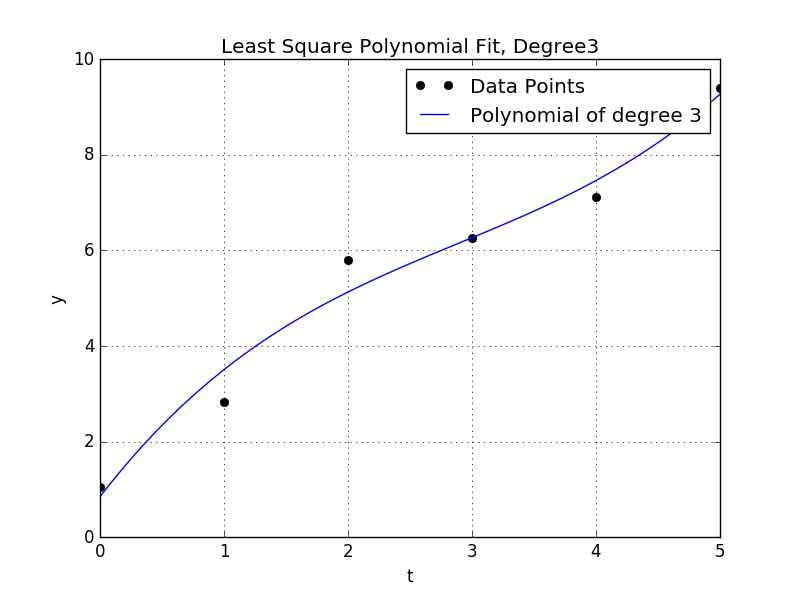 Least Square Polynomial Fit, Degree3
10
Data Points
Polynomial of degree 3
8
6
y
4
2
0
0 1 2 3 4 5
t